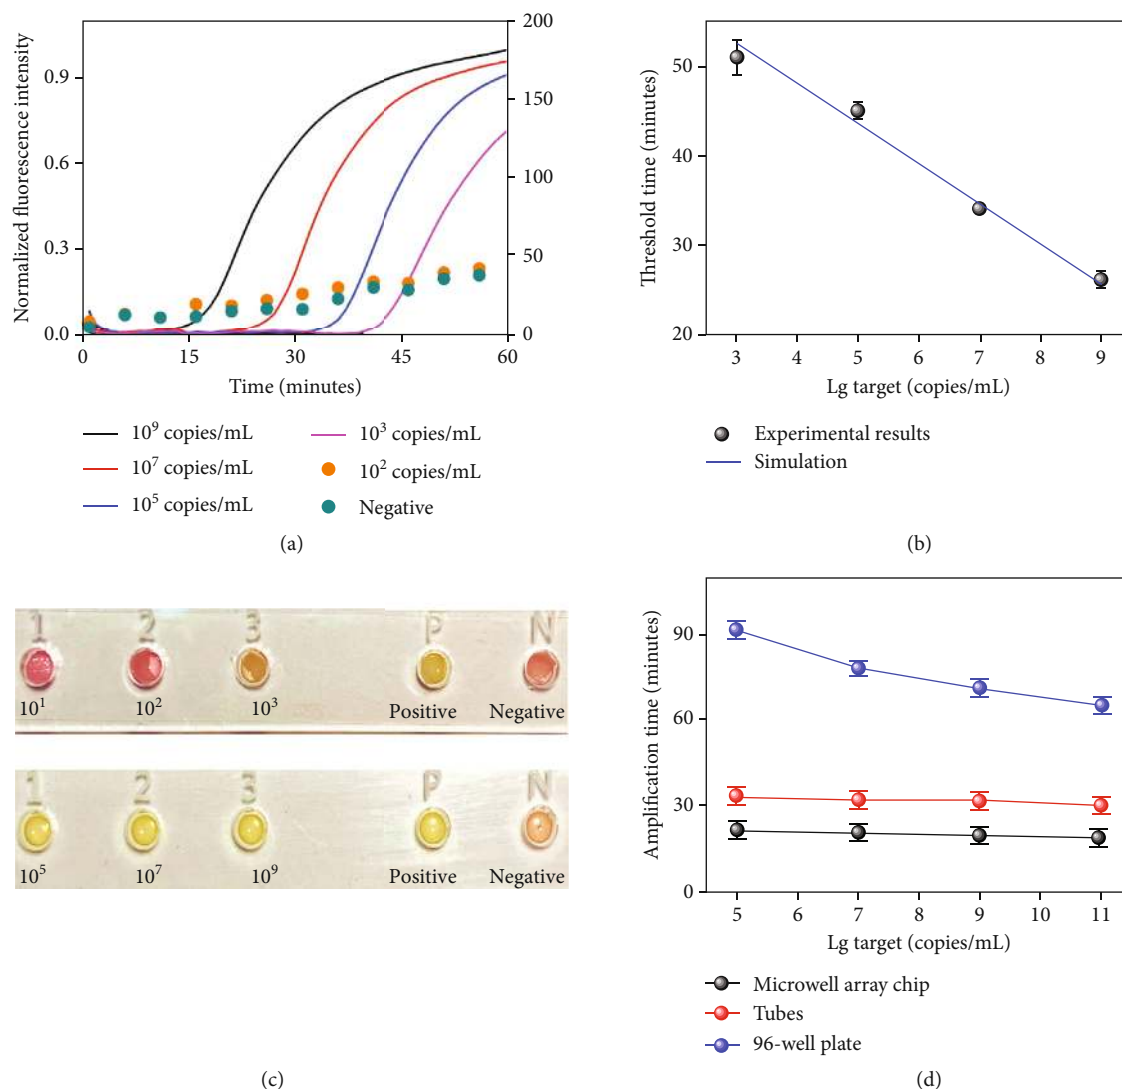 Normalized fluorescence intensity
0.9
0.6
0.3
0.0
200
150
100
50
0
0 15 30 45 60
Time (minutes)
10⁹ copies/mL
10⁷ copies/mL
10⁵ copies/mL
10³ copies/mL
10² copies/mL
Negative
(a)
Threshold time (minutes)
50
40
30
20
3 4 5 6 7 8 9
Lg target (copies/mL)
Experimental results
Simulation
(b)
1 2 3 P N
10¹ 10² 10³ Positive Negative
1 2 3 P N
10⁵ 10⁷ 10⁹ Positive Negative
(c)
Amplification time (minutes)
90
60
30
0
5 6 7 8 9 10 11
Lg target (copies/mL)
Microwell array chip
Tubes
96-well plate
(d)